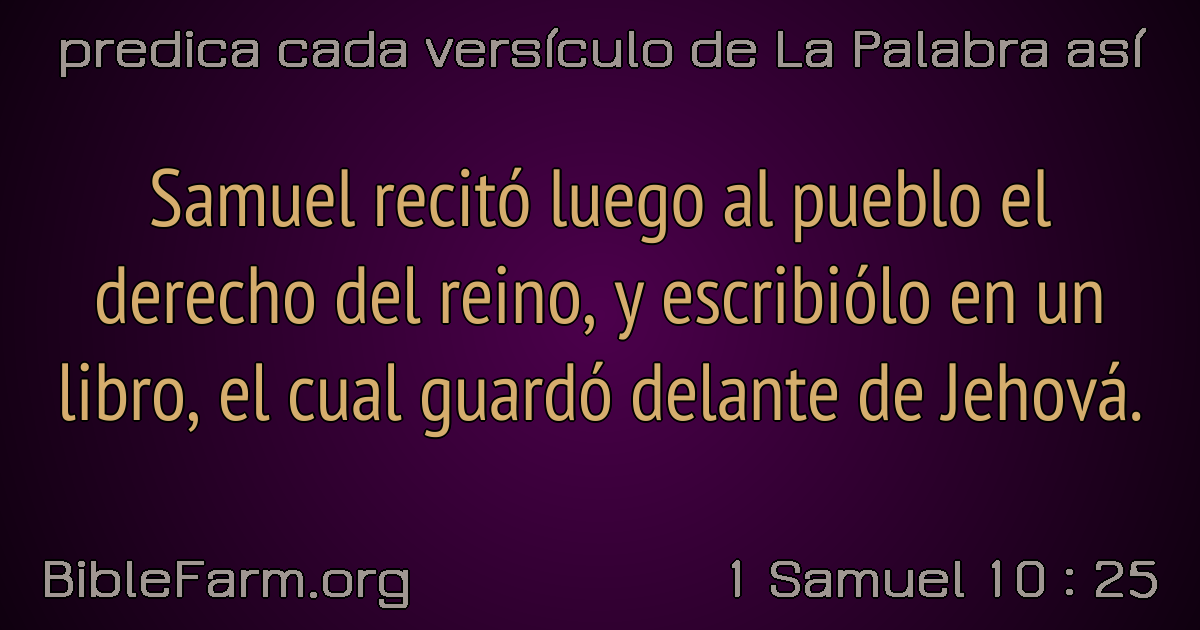 predica cada versículo de La Palabra así
Samuel recitó luego al pueblo el
derecho del reino, y escribiólo en un
libro, el cual guardó delante de Jehová.
BibleFarm.org
1 Samuel 10 : 25